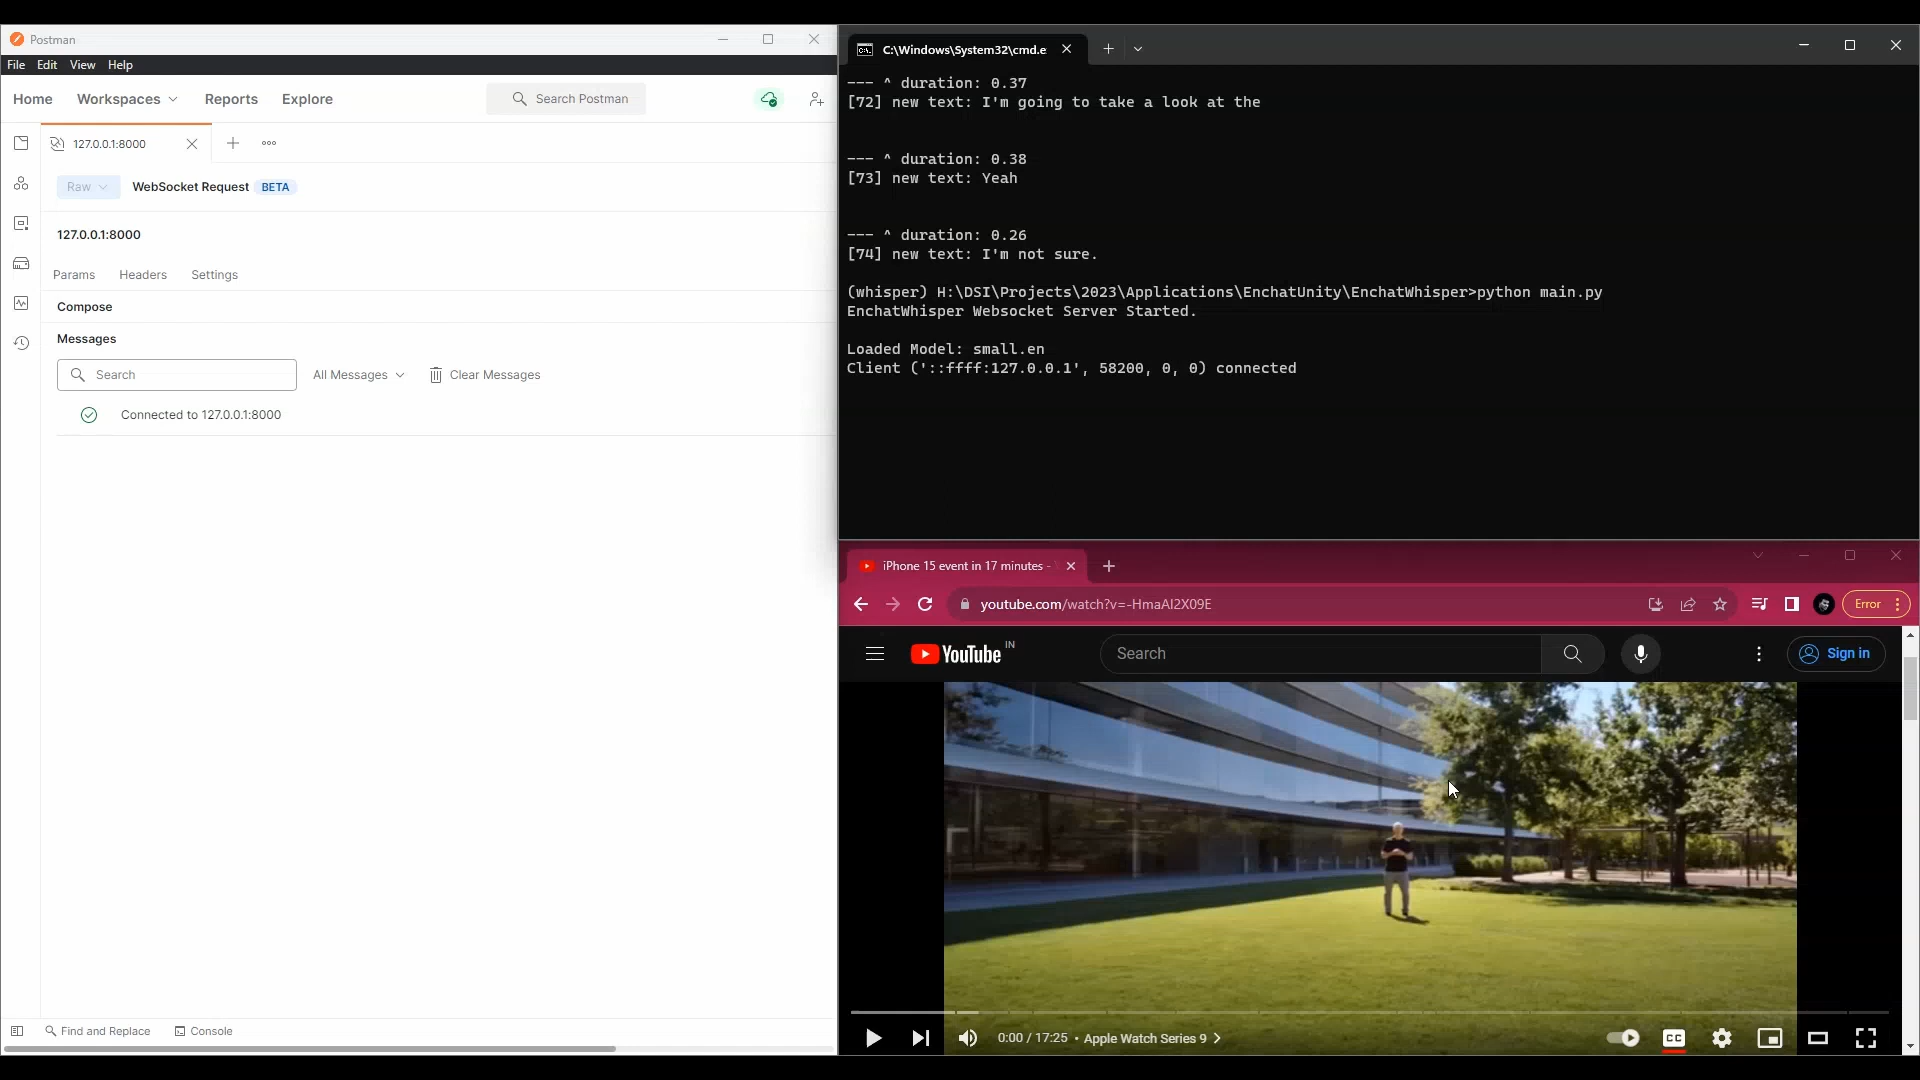 Postman
File Edit View Help
Home Workspaces Reports Explore Search Postman
127.0.0.1:8000
Raw WebSocket Request BETA
127.0.0.1:8000
Params Headers Settings
Compose
Messages
Search All Messages Clear Messages
Connected to 127.0.0.1:8000
Find and Replace Console
C:\Windows\System32\cmd.e
--- ^ duration: 0.37
[72] new text: I'm going to take a look at the
--- ^ duration: 0.38
[73] new text: Yeah
--- ^ duration: 0.26
[74] new text: I'm not sure.
(whisper) H:\DSI\Projects\2023\Applications\EnchatUnity\EnchatWhisper>python main.py
EnchatWhisper Websocket Server Started.
Loaded Model: small.en
Client ('::ffff:127.0.0.1', 58200, 0, 0) connected
iPhone 15 event in 17 minutes -
youtube.com/watch?v=-HmaAI2X09E Error
YouTube IN Search Sign in
0:00 / 17:25 • Apple Watch Series 9
CC